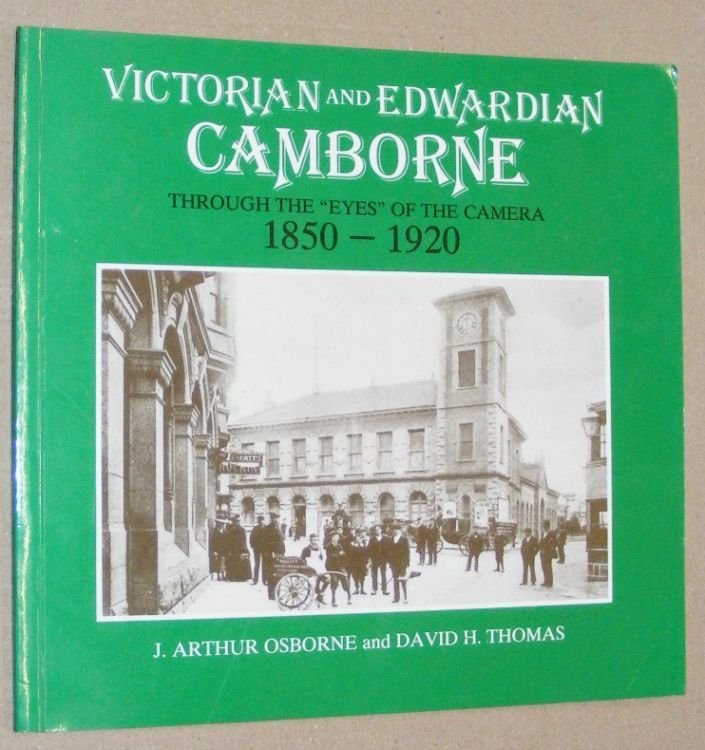 VICTORIAN AND EDWARDIAN
CAMBORNE
THROUGH THE “EYES” OF THE CAMERA
1850 – 1920
J. ARTHUR OSBORNE and DAVID H. THOMAS